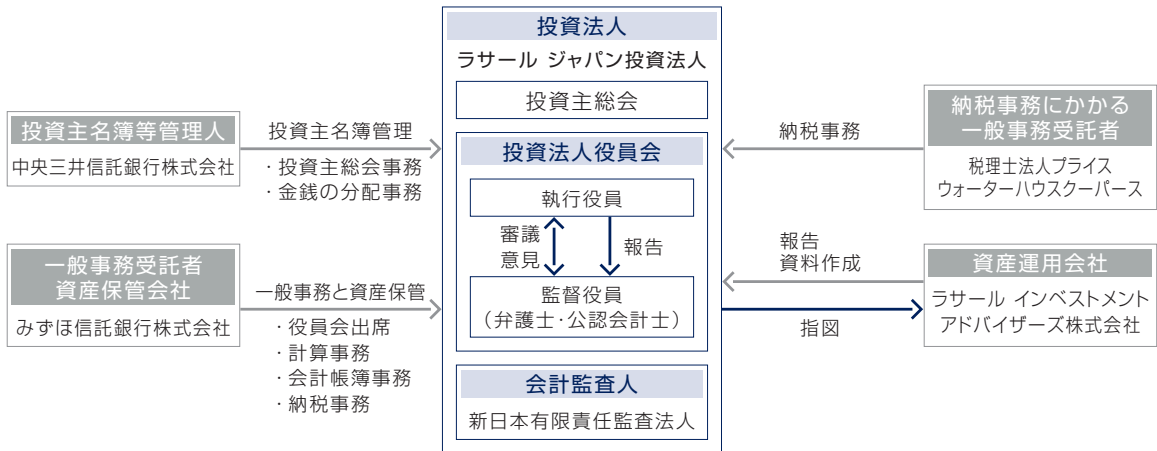 投資法人
ラサール ジャパン投資法人
投資主総会
投資主名簿等管理人
中央三井信託銀行株式会社
投資主名簿管理
・投資主総会事務
・金銭の分配事務
投資法人役員会
執行役員
審議
意見
報告
監督役員
（弁護士・公認会計士）
納税事務
納税事務にかかる
一般事務受託者
税理士法人プライス
ウォーターハウスクーパース
一般事務受託者
資産保管会社
みずほ信託銀行株式会社
一般事務と資産保管
・役員会出席
・計算事務
・会計帳簿事務
・納税事務
報告
資料作成
指図
資産運用会社
ラサール インベストメント
アドバイザーズ株式会社
会計監査人
新日本有限責任監査法人